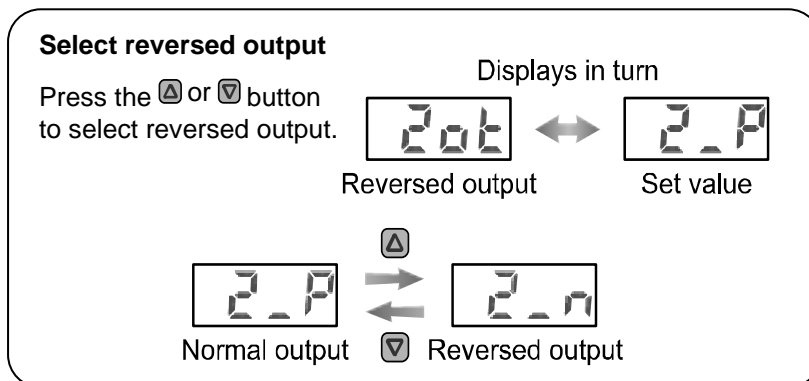 Select reversed output
Press the or button
to select reversed output.
Displays in turn
2ot 2_P
Reversed output Set value
2_P 2_n
Normal output Reversed output